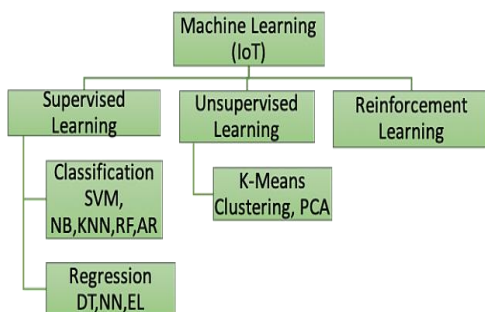 Machine Learning
(IoT)
Supervised
Learning
Unsupervised
Learning
Reinforcement
Learning
Classification
SVM,
NB,KNN,RF,AR
K-Means
Clustering, PCA
Regression
DT,NN,EL